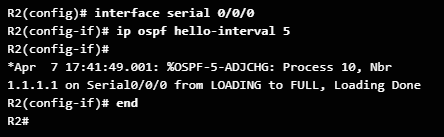 R2(config)# interface serial 0/0/0
R2(config-if)# ip ospf hello-interval 5
R2(config-if)#
*Apr  7 17:41:49.001: %OSPF-5-ADJCHG: Process 10, Nbr
1.1.1.1 on Serial0/0/0 from LOADING to FULL, Loading Done
R2(config-if)# end
R2#